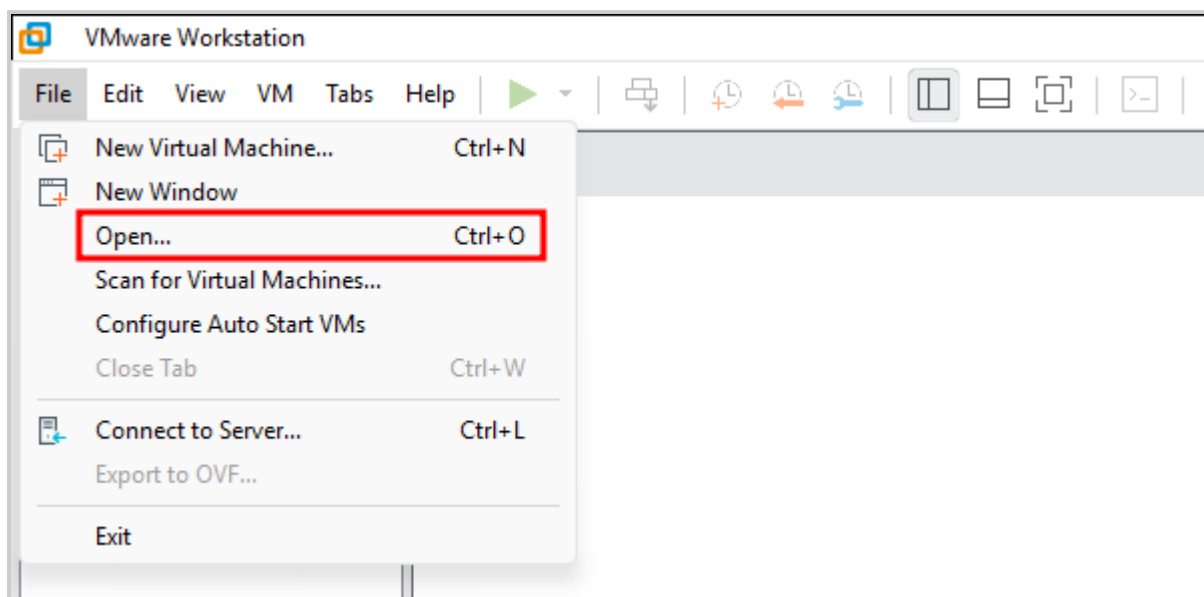 VMware Workstation
File Edit View VM Tabs Help
New Virtual Machine... Ctrl+N
New Window
Open... Ctrl+O
Scan for Virtual Machines...
Configure Auto Start VMs
Close Tab Ctrl+W
Connect to Server... Ctrl+L
Export to OVF...
Exit